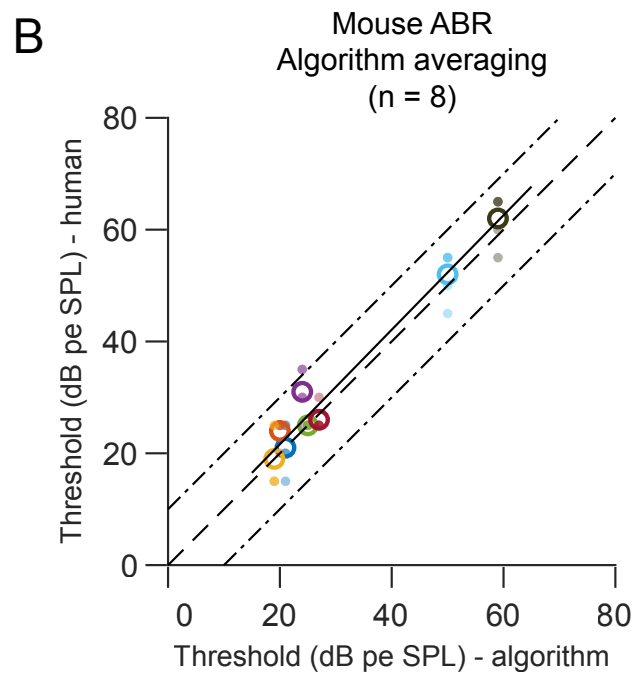 B
Mouse ABR
Algorithm averaging
(n = 8)
Threshold (dB pe SPL) - human
80
60
40
20
0
0 20 40 60 80
Threshold (dB pe SPL) - algorithm